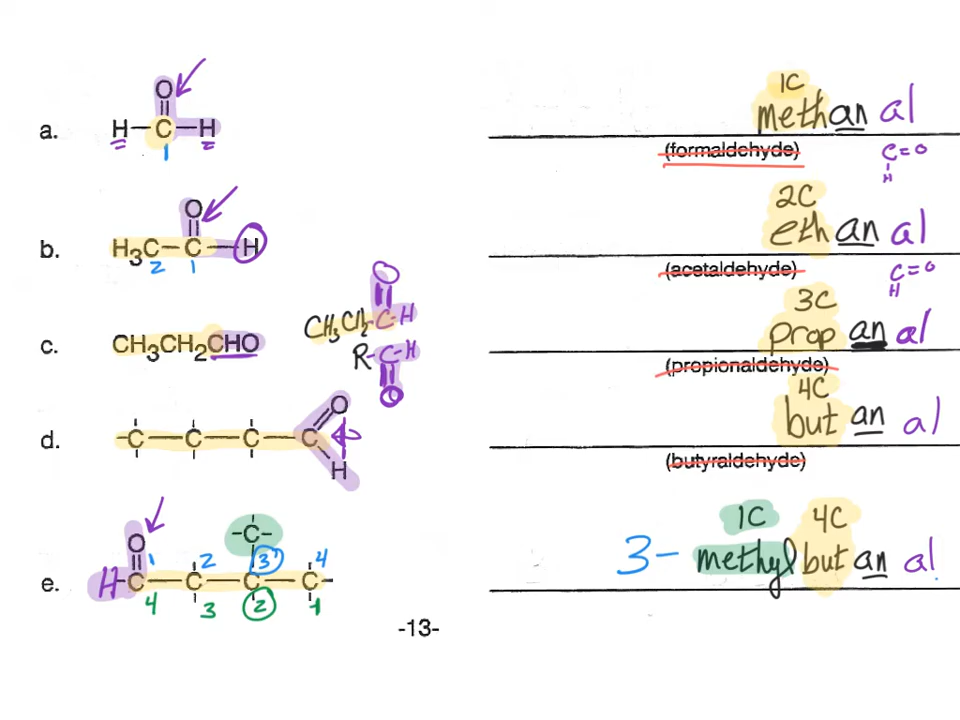 1C
O
a. H–C–H methanal
1
(formaldehyde)
C=O
H
2C
O
b. H₃C–C–H ethanal
2 1
(acetaldehyde)
C=O
H
3C
O
CH₃CH₂C-H
c. CH₃CH₂CHO propanal
R-C-H
O
(propionaldehyde)
4C
O
d. –C–C–C–C butanal
H
(butyraldehyde)
1C 4C
-C-
O
1 2 3 4
e. H-C–C–C–C– 3-methylbutanal
4 3 2 1
-13-